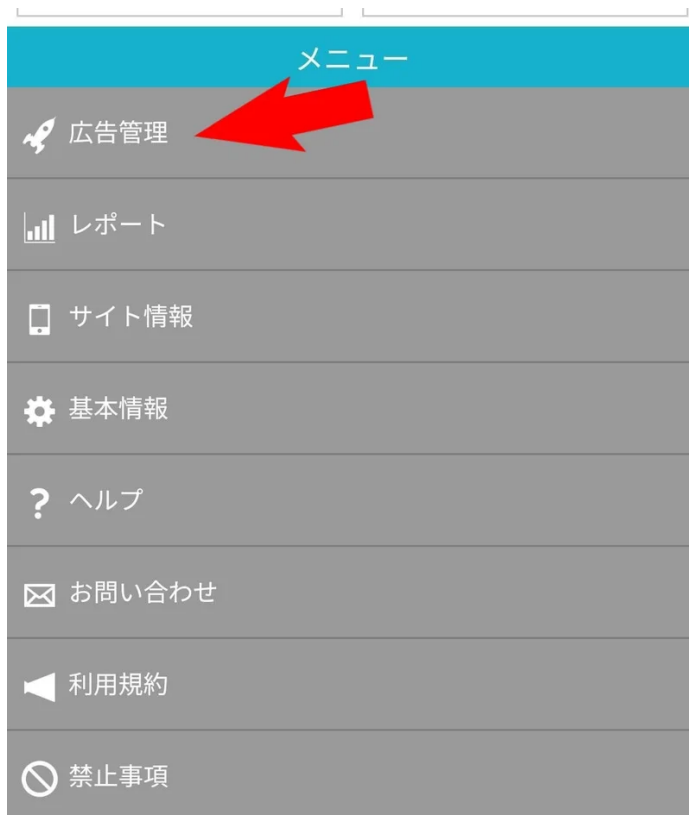 メニュー
広告管理
レポート
サイト情報
基本情報
ヘルプ
お問い合わせ
利用規約
禁止事項